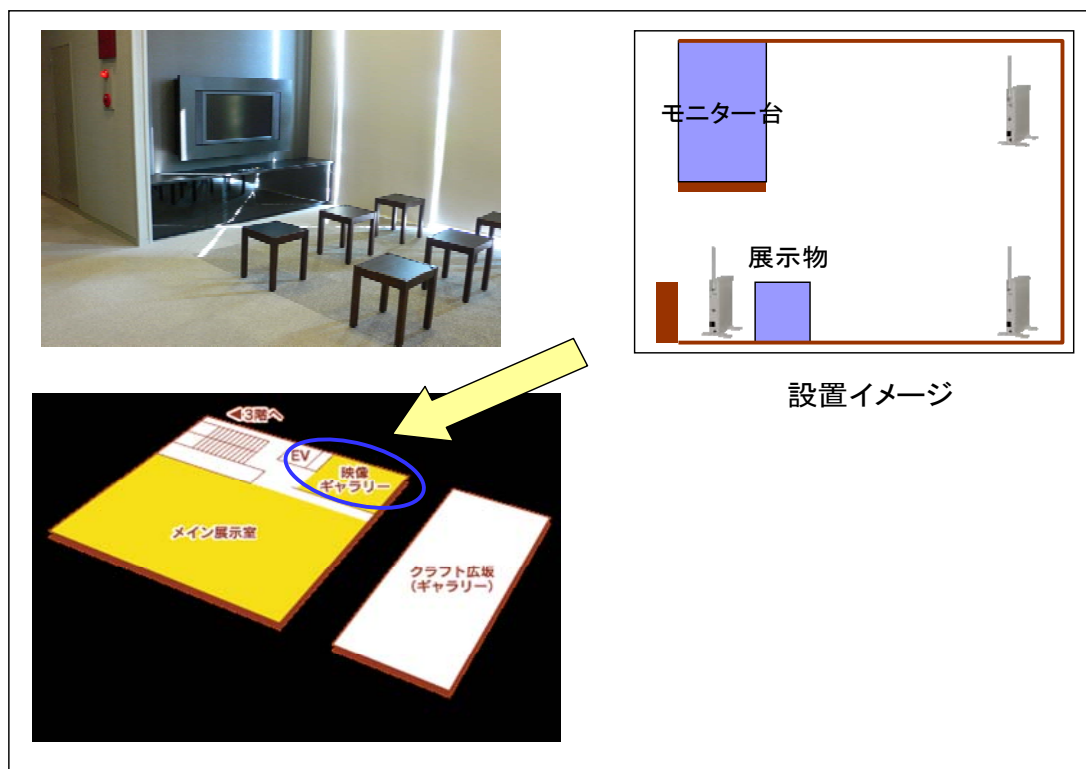 モニター台
展示物
設置イメージ
◀3階へ
EV
映像
ギャラリー
メイン展示室
クラフト広坂
(ギャラリー)